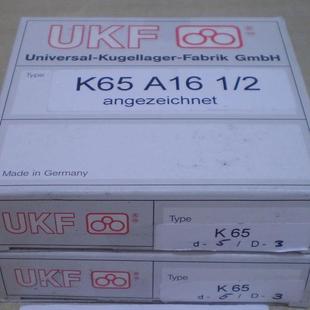 UKF
Universal-Kugellager-Fabrik GmbH
Type
K65 A16 1/2
angezeichnet
Made in Germany
UKF
Type
K 65
d- 5 / D- 3
UKF
Type
K 65
d- 5 / D- 3